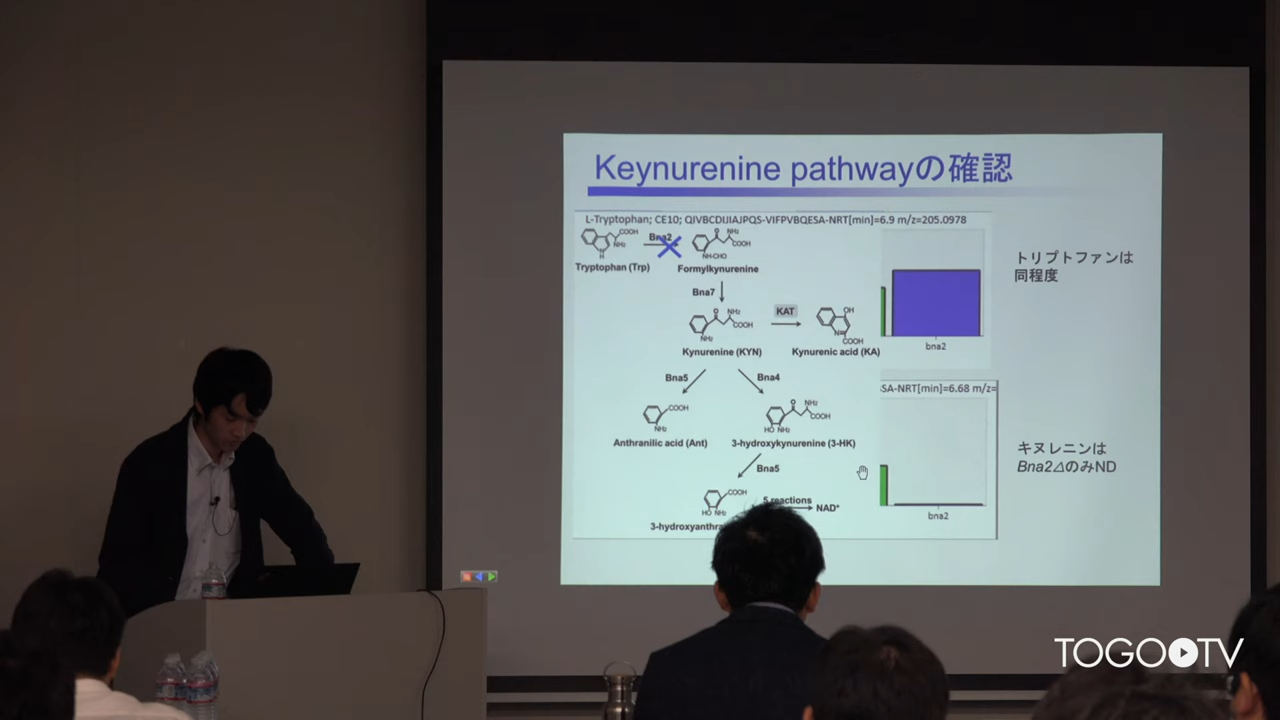 Keynurenine pathwayの確認
L-Tryptophan; CE10; QIVBCDIJIAJPQS-VIFPVBQESA-NRT[min]=6.9 m/z=205.0978
COOH
NH₂
N
H
Tryptophan (Trp)
Bna2
O NH₂
COOH
NH-CHO
Formylkynurenine
トリプトファンは
同程度
Bna7
O NH₂
COOH
NH₂
Kynurenine (KYN)
KAT
OH
N
COOH
Kynurenic acid (KA)
bna2
Bna5
Bna4
SA-NRT[min]=6.68 m/z=
COOH
NH₂
Anthranilic acid (Ant)
O NH₂
COOH
HO NH₂
3-hydroxykynurenine (3-HK)
キヌレニンは
Bna2△のみND
Bna5
COOH
HO NH₂
5 reactions
NAD⁺
3-hydroxyanthra
bna2
TOGOTV